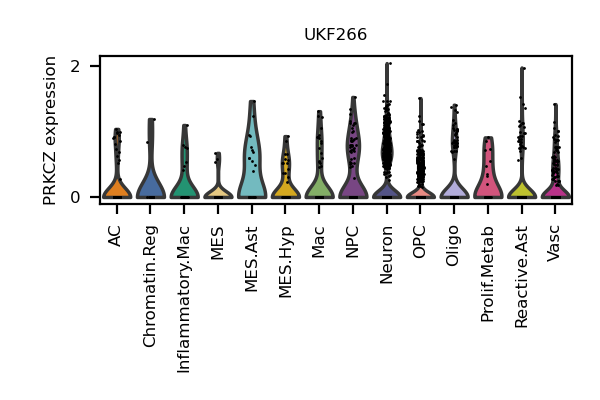 UKF266
PRKCZ expression
2
0
AC
Chromatin.Reg
Inflammatory.Mac
MES
MES.Ast
MES.Hyp
Mac
NPC
Neuron
OPC
Oligo
Prolif.Metab
Reactive.Ast
Vasc